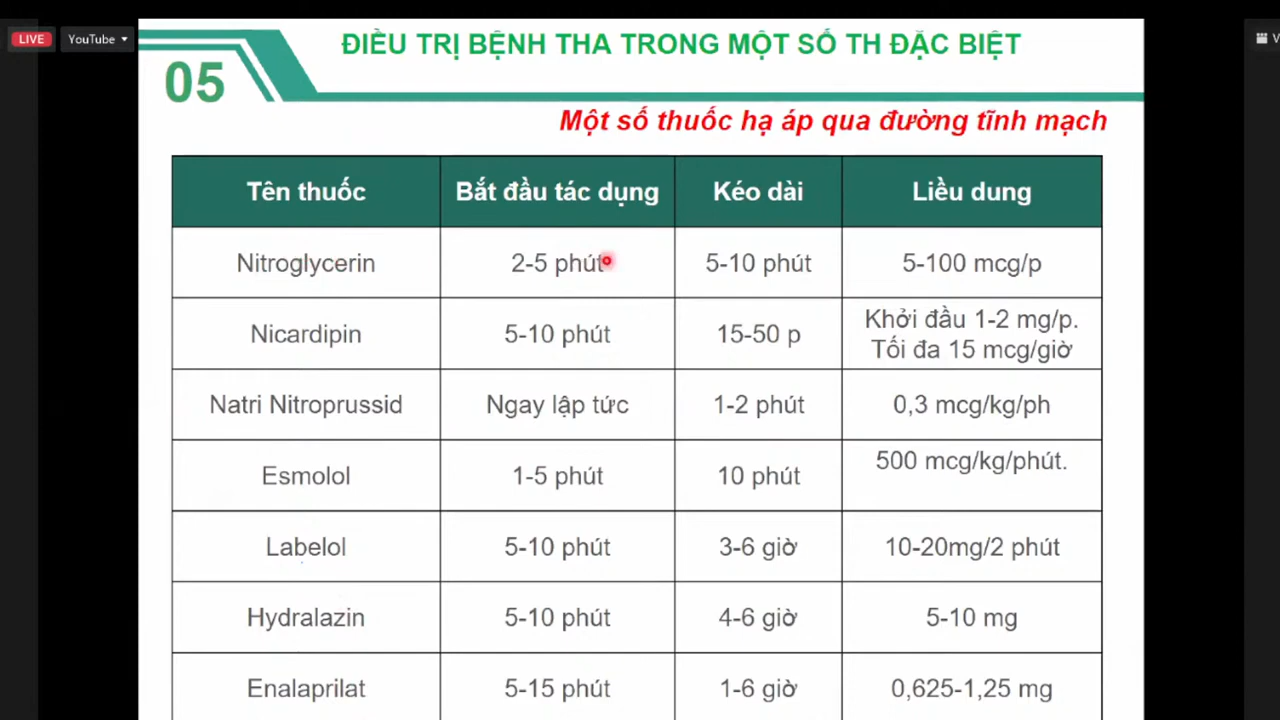 LIVE
YouTube
V
ĐIỀU TRỊ BỆNH THA TRONG MỘT SỐ TH ĐẶC BIỆT
05
Một số thuốc hạ áp qua đường tĩnh mạch
Tên thuốc Bắt đầu tác dụng Kéo dài Liều dung
Nitroglycerin 2-5 phút 5-10 phút 5-100 mcg/p
Nicardipin 5-10 phút 15-50 p Khởi đầu 1-2 mg/p.
Tối đa 15 mcg/giờ
Natri Nitroprussid Ngay lập tức 1-2 phút 0,3 mcg/kg/ph
Esmolol 1-5 phút 10 phút 500 mcg/kg/phút.
Labelol 5-10 phút 3-6 giờ 10-20mg/2 phút
Hydralazin 5-10 phút 4-6 giờ 5-10 mg
Enalaprilat 5-15 phút 1-6 giờ 0,625-1,25 mg